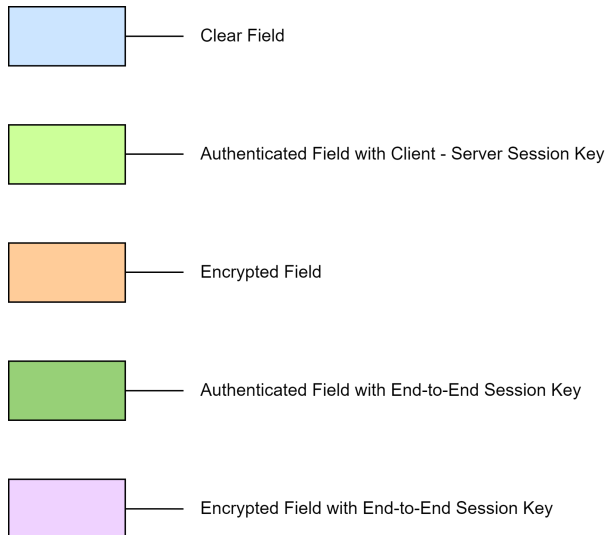 Clear Field
Authenticated Field with Client - Server Session Key
Encrypted Field
Authenticated Field with End-to-End Session Key
Encrypted Field with End-to-End Session Key